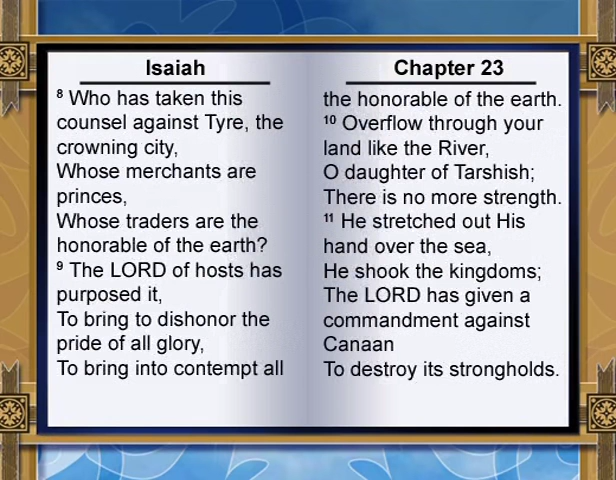 Isaiah
⁸ Who has taken this
counsel against Tyre, the
crowning city,
Whose merchants are
princes,
Whose traders are the
honorable of the earth?
⁹ The LORD of hosts has
purposed it,
To bring to dishonor the
pride of all glory,
To bring into contempt all
Chapter 23
the honorable of the earth.
¹⁰ Overflow through your
land like the River,
O daughter of Tarshish;
There is no more strength.
¹¹ He stretched out His
hand over the sea,
He shook the kingdoms;
The LORD has given a
commandment against
Canaan
To destroy its strongholds.